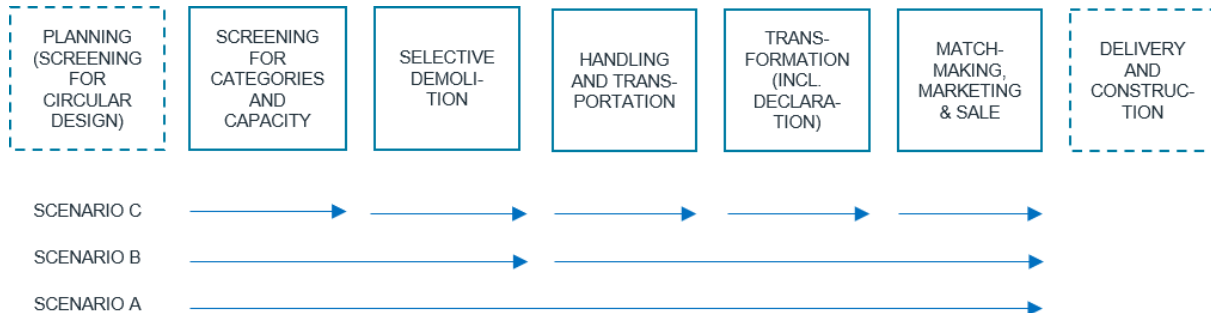 PLANNING
(SCREENING
FOR
CIRCULAR
DESIGN)
SCREENING
FOR
CATEGORIES
AND
CAPACITY
SELECTIVE
DEMOLI-
TION
HANDLING
AND TRANS-
PORTATION
TRANS-
FORMATION
(INCL.
DECLARA-
TION)
MATCH-
MAKING,
MARKETING
& SALE
DELIVERY
AND
CONSTRUC-
TION
SCENARIO C
SCENARIO B
SCENARIO A